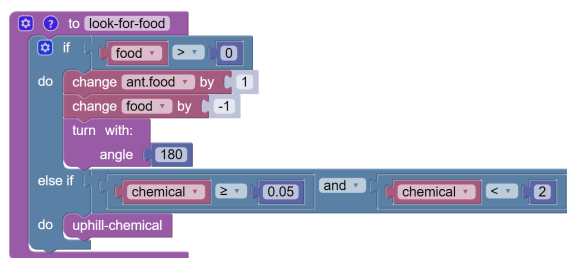 ? to look-for-food
if food > 0
do change ant.food by 1
change food by -1
turn with:
angle 180
else if chemical ≥ 0.05 and chemical < 2
do uphill-chemical